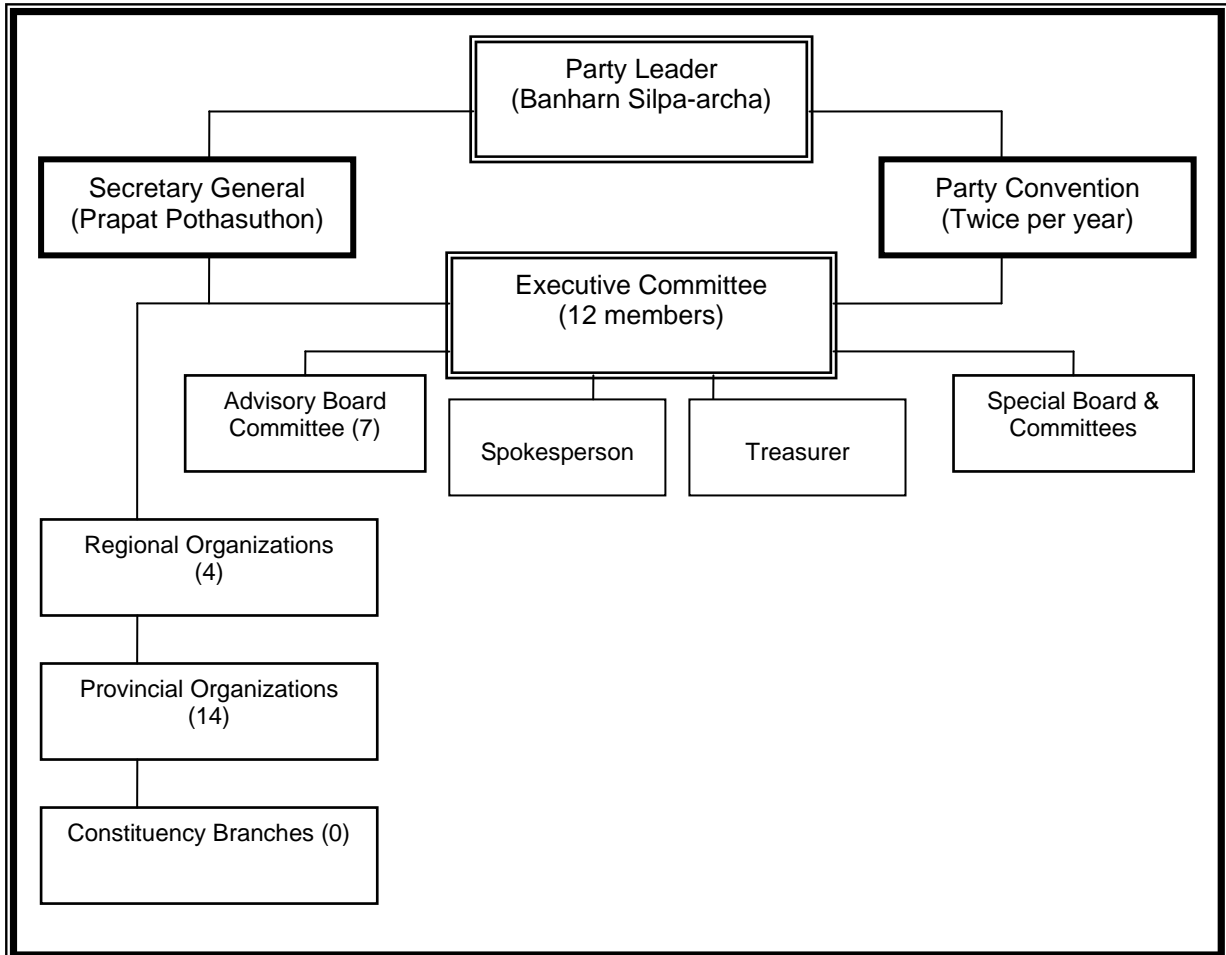 Party Leader
(Banharn Silpa-archa)
Secretary General
(Prapat Pothasuthon)
Party Convention
(Twice per year)
Executive Committee
(12 members)
Advisory Board
Committee (7)
Spokesperson
Treasurer
Special Board &
Committees
Regional Organizations
(4)
Provincial Organizations
(14)
Constituency Branches (0)